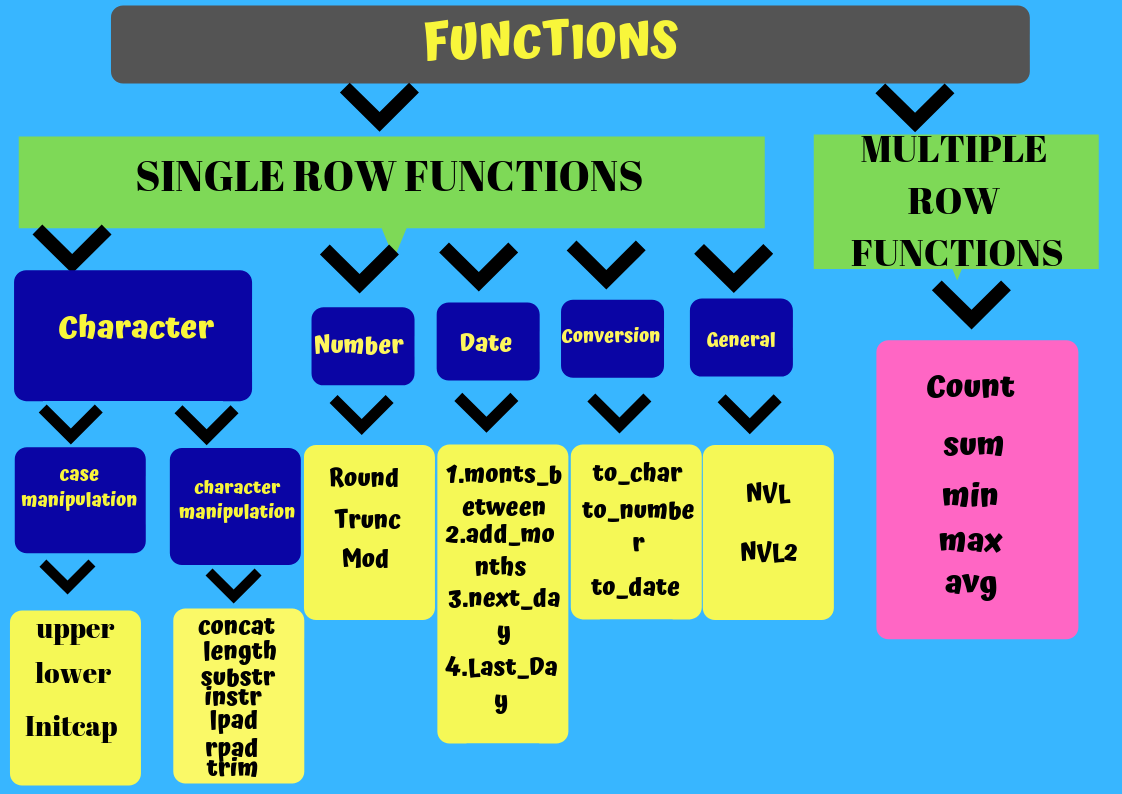 FUNCTIONS
SINGLE ROW FUNCTIONS
MULTIPLE
ROW
FUNCTIONS
Character
Number
Date
Conversion
General
case
manipulation
character
manipulation
upper
lower
Initcap
concat
length
substr
instr
lpad
rpad
trim
Round
Trunc
Mod
1.monts_b
etween
2.add_mo
nths
3.next_da
y
4.Last_Da
y
to_char
to_numbe
r
to_date
NVL
NVL2
Count
sum
min
max
avg